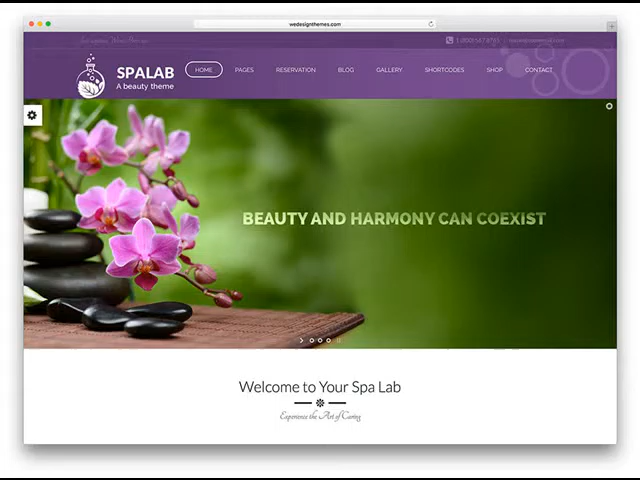 wedesignthemes.com
SPALAB
A beauty theme
HOME
PAGES
RESERVATION
BLOG
GALLERY
SHORTCODES
SHOP
CONTACT
BEAUTY AND HARMONY CAN COEXIST
Welcome to Your Spa Lab
Experience the Art of Caring